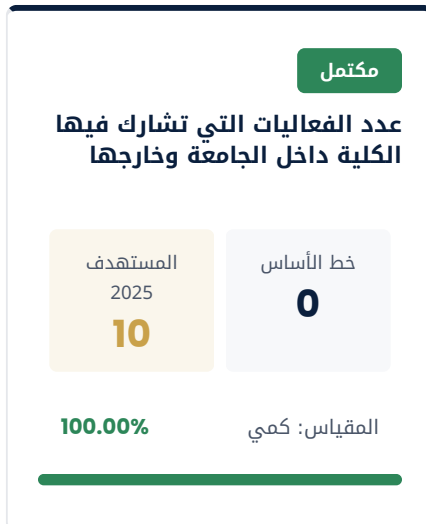 مكتمل
عدد الفعاليات التي تشارك فيها
الكلية داخل الجامعة وخارجها
خط الأساس
0
المستهدف
2025
10
المقياس: كمي
100.00%